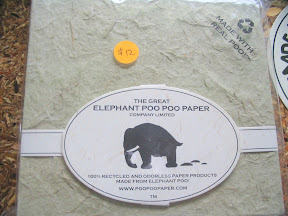 $12
MADE WITH
REAL POO!
THE GREAT
ELEPHANT POO POO PAPER
COMPANY LIMITED
100% RECYCLED AND ODORLESS PAPER PRODUCTS
MADE FROM ELEPHANT POO!
WWW.POOPOOPAPER.COM
TM